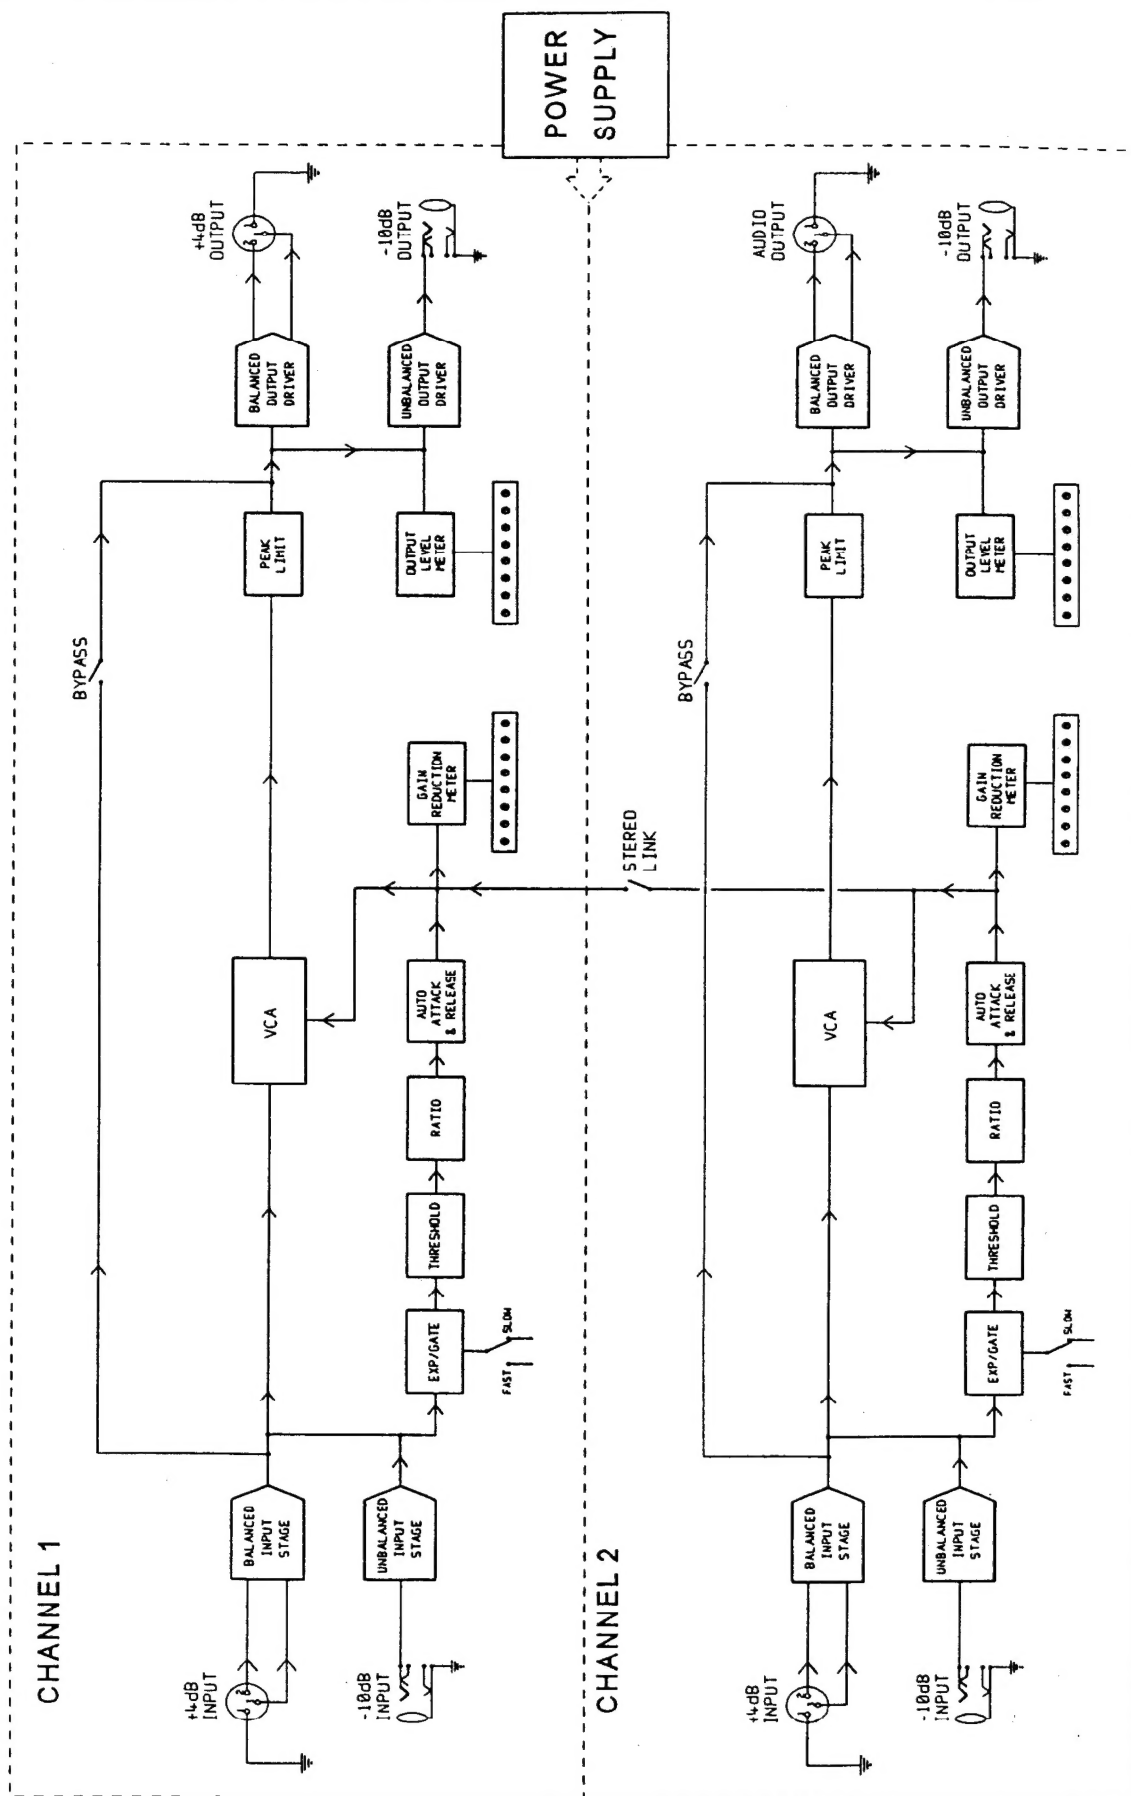 POWER
SUPPLY
CHANNEL 1
+4dB
INPUT
-10dB
INPUT
BALANCED
INPUT
STAGE
UNBALANCED
INPUT
STAGE
BYPASS
VCA
EXP/GATE
FAST
SLOW
THRESHOLD
RATIO
AUTO
ATTACK
& RELEASE
GAIN
REDUCTION
METER
PEAK
LIMIT
OUTPUT
LEVEL
METER
BALANCED
OUTPUT
DRIVER
UNBALANCED
OUTPUT
DRIVER
+4dB
OUTPUT
-10dB
OUTPUT
STEREO
LINK
CHANNEL 2
+4dB
INPUT
-10dB
INPUT
BALANCED
INPUT
STAGE
UNBALANCED
INPUT
STAGE
BYPASS
VCA
EXP/GATE
FAST
SLOW
THRESHOLD
RATIO
AUTO
ATTACK
& RELEASE
GAIN
REDUCTION
METER
PEAK
LIMIT
OUTPUT
LEVEL
METER
BALANCED
OUTPUT
DRIVER
UNBALANCED
OUTPUT
DRIVER
AUDIO
OUTPUT
-10dB
OUTPUT